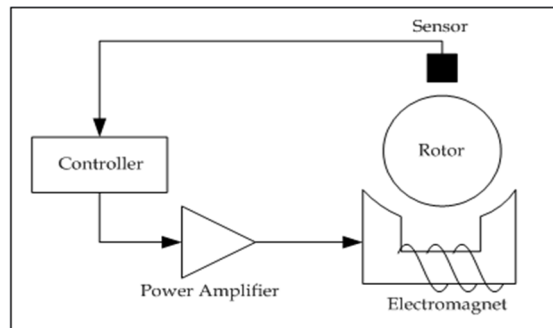 Sensor
Rotor
Controller
Power Amplifier
Electromagnet